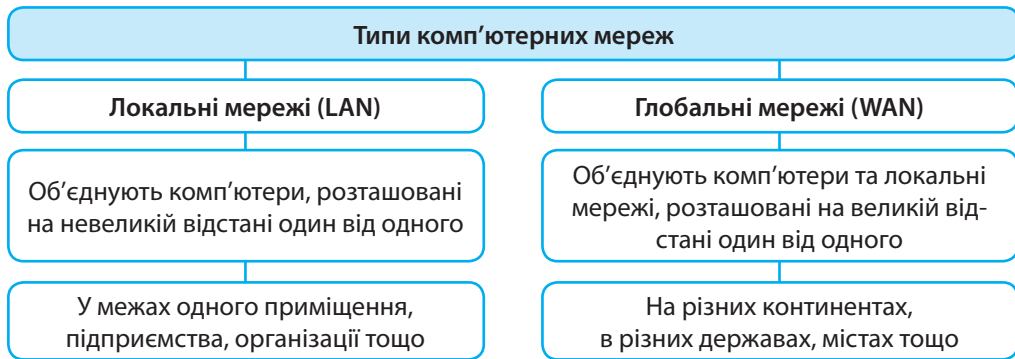 Типи комп’ютерних мереж
Локальні мережі (LAN)
Об’єднують комп’ютери, розташовані
на невеликій відстані один від одного
У межах одного приміщення,
підприємства, організації тощо
Глобальні мережі (WAN)
Об’єднують комп’ютери та локальні
мережі, розташовані на великій від-
стані один від одного
На різних континентах,
в різних державах, містах тощо